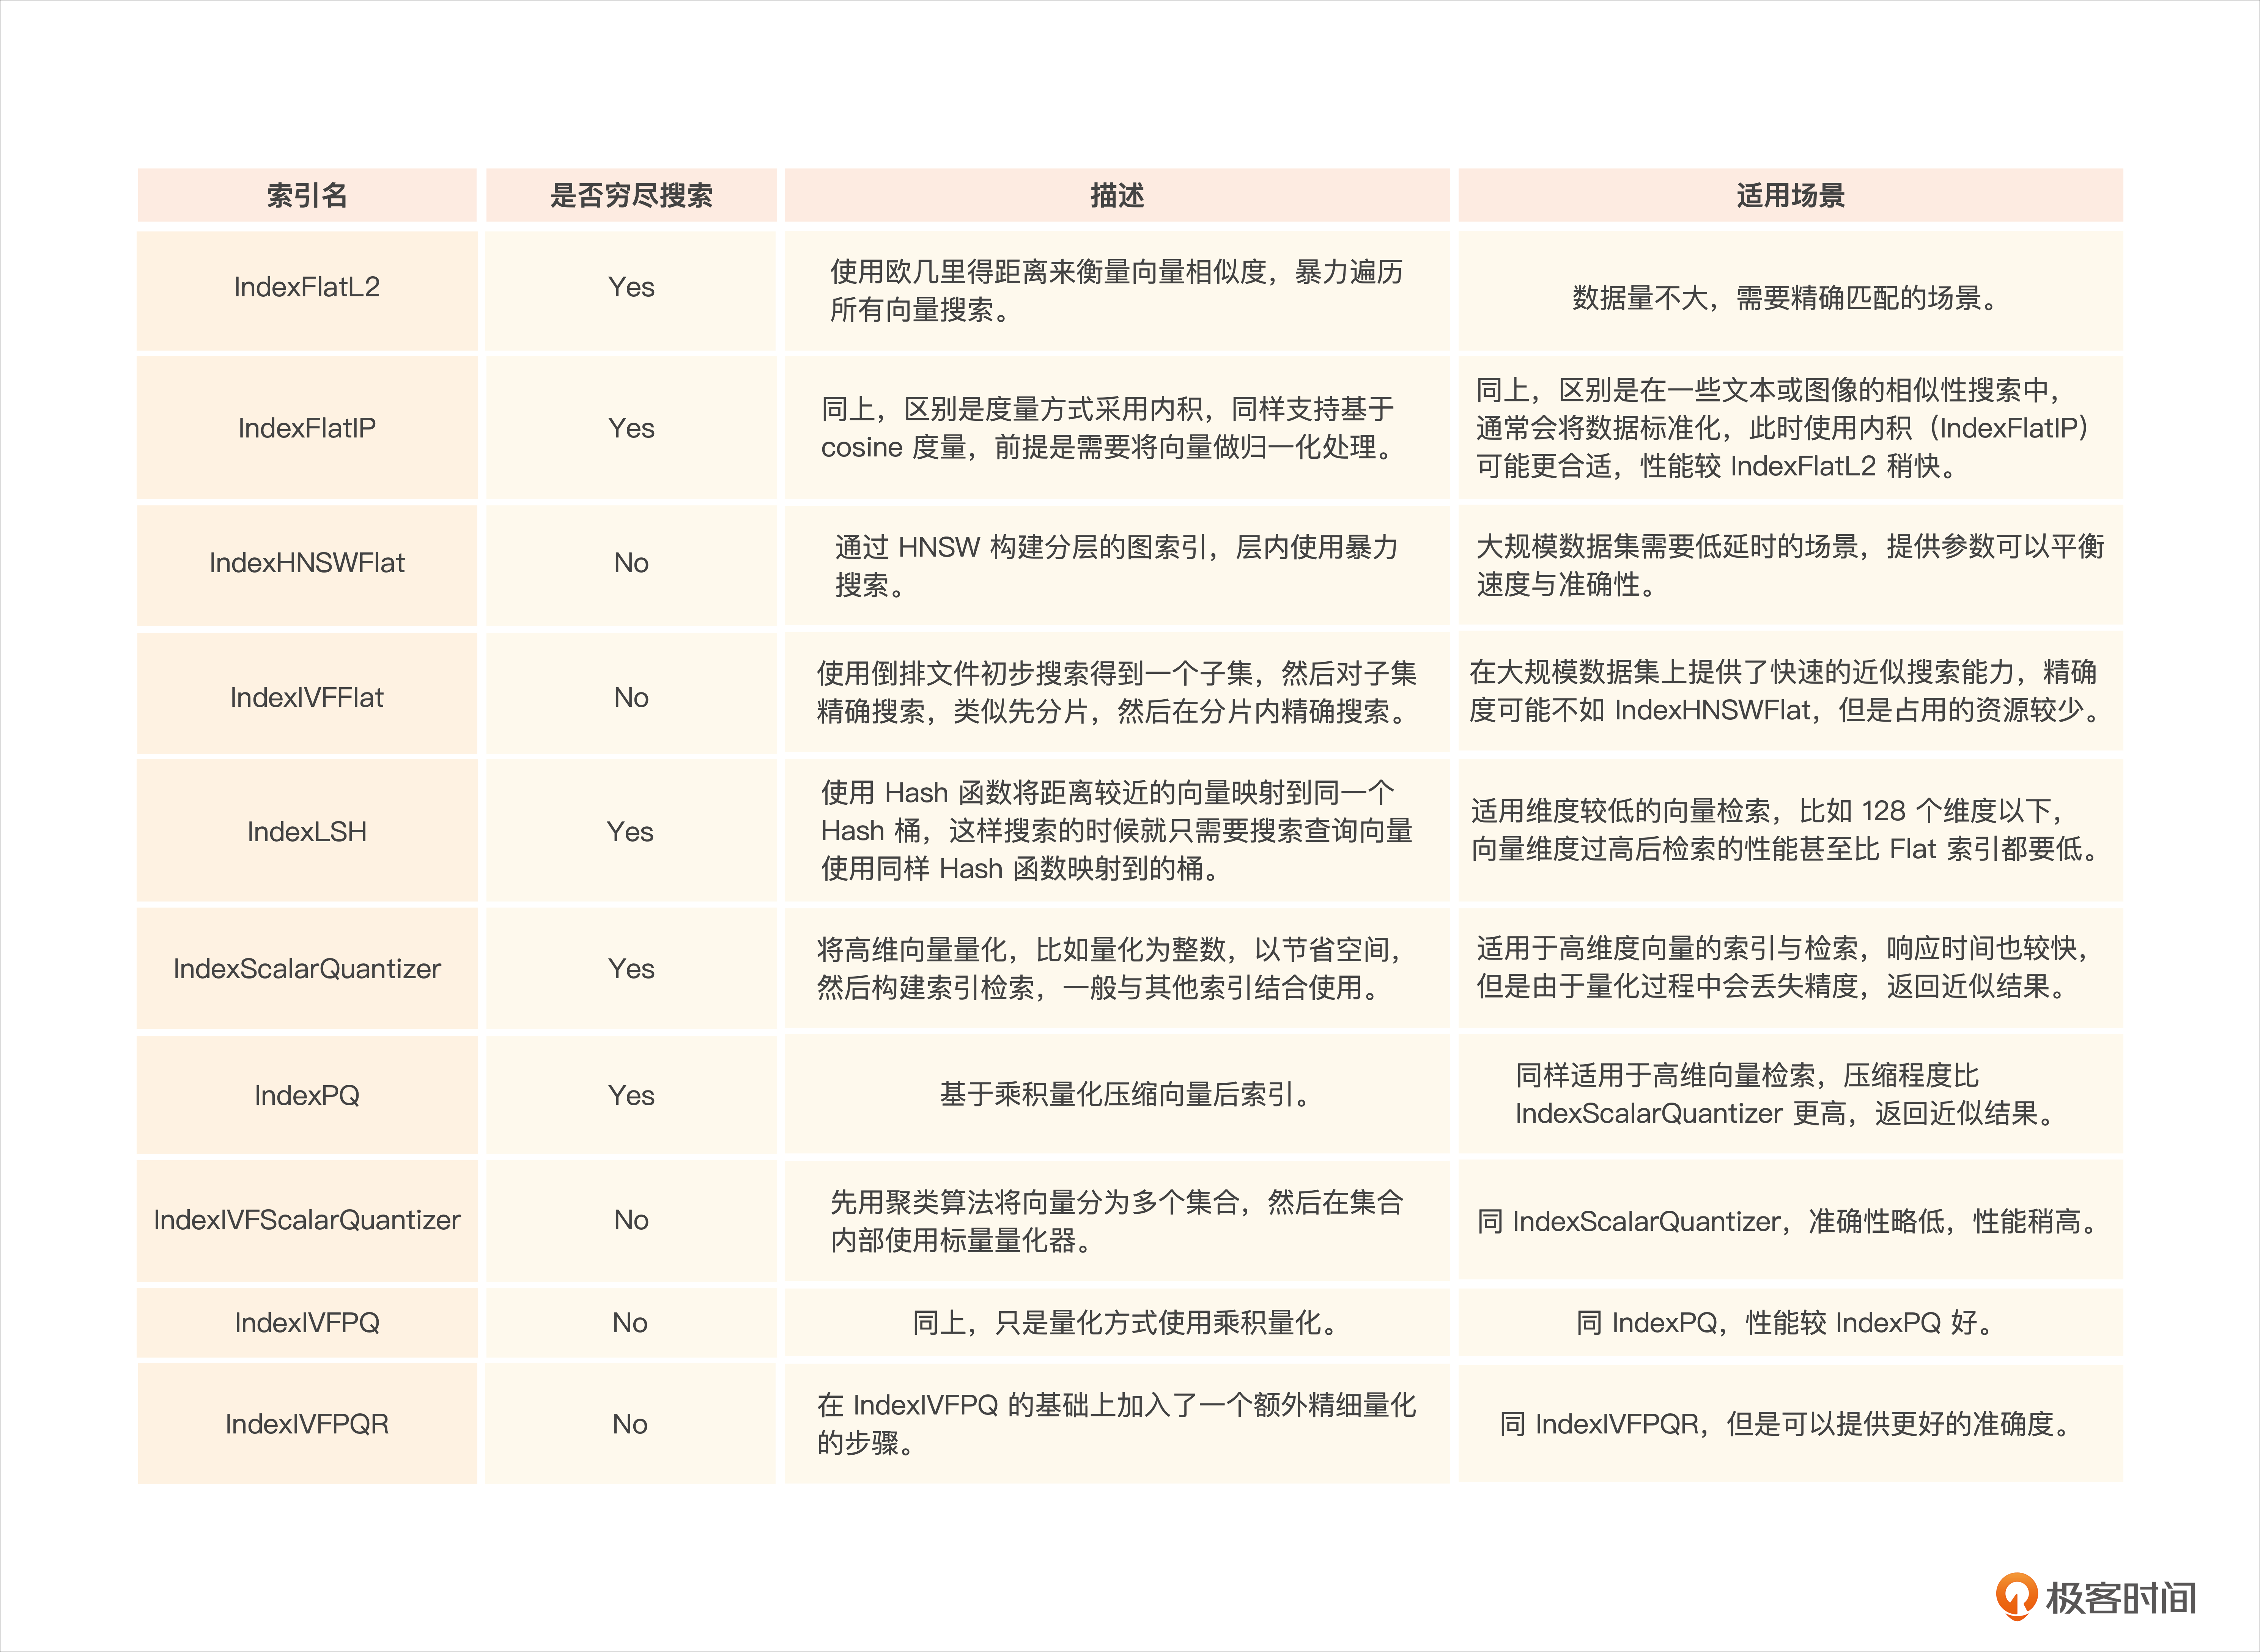 索引名
是否穷尽搜索
描述
适用场景
IndexFlatL2
Yes
使用欧几里得距离来衡量向量相似度，暴力遍历
所有向量搜索。
数据量不大，需要精确匹配的场景。
IndexFlatIP
Yes
同上，区别是度量方式采用内积，同样支持基于
cosine 度量，前提是需要将向量做归一化处理。
同上，区别是在一些文本或图像的相似性搜索中，
通常会将数据标准化，此时使用内积（IndexFlatIP）
可能更合适，性能较 IndexFlatL2 稍快。
IndexHNSWFlat
No
通过 HNSW 构建分层的图索引，层内使用暴力
搜索。
大规模数据集需要低延时的场景，提供参数可以平衡
速度与准确性。
IndexIVFFlat
No
使用倒排文件初步搜索得到一个子集，然后对子集
精确搜索，类似先分片，然后在分片内精确搜索。
在大规模数据集上提供了快速的近似搜索能力，精确
度可能不如 IndexHNSWFlat，但是占用的资源较少。
IndexLSH
Yes
使用 Hash 函数将距离较近的向量映射到同一个
Hash 桶，这样搜索的时候就只需要搜索查询向量
使用同样 Hash 函数映射到的桶。
适用维度较低的向量检索，比如 128 个维度以下，
向量维度过高后检索的性能甚至比 Flat 索引都要低。
IndexScalarQuantizer
Yes
将高维向量量化，比如量化为整数，以节省空间，
然后构建索引检索，一般与其他索引结合使用。
适用于高维度向量的索引与检索，响应时间也较快，
但是由于量化过程中会丢失精度，返回近似结果。
IndexPQ
Yes
基于乘积量化压缩向量后索引。
同样适用于高维向量检索，压缩程度比
IndexScalarQuantizer 更高，返回近似结果。
IndexIVFScalarQuantizer
No
先用聚类算法将向量分为多个集合，然后在集合
内部使用标量量化器。
同 IndexScalarQuantizer，准确性略低，性能稍高。
IndexIVFPQ
No
同上，只是量化方式使用乘积量化。
同 IndexPQ，性能较 IndexPQ 好。
IndexIVFPQR
No
在 IndexIVFPQ 的基础上加入了一个额外精细量化
的步骤。
同 IndexIVFPQR，但是可以提供更好的准确度。
极客时间